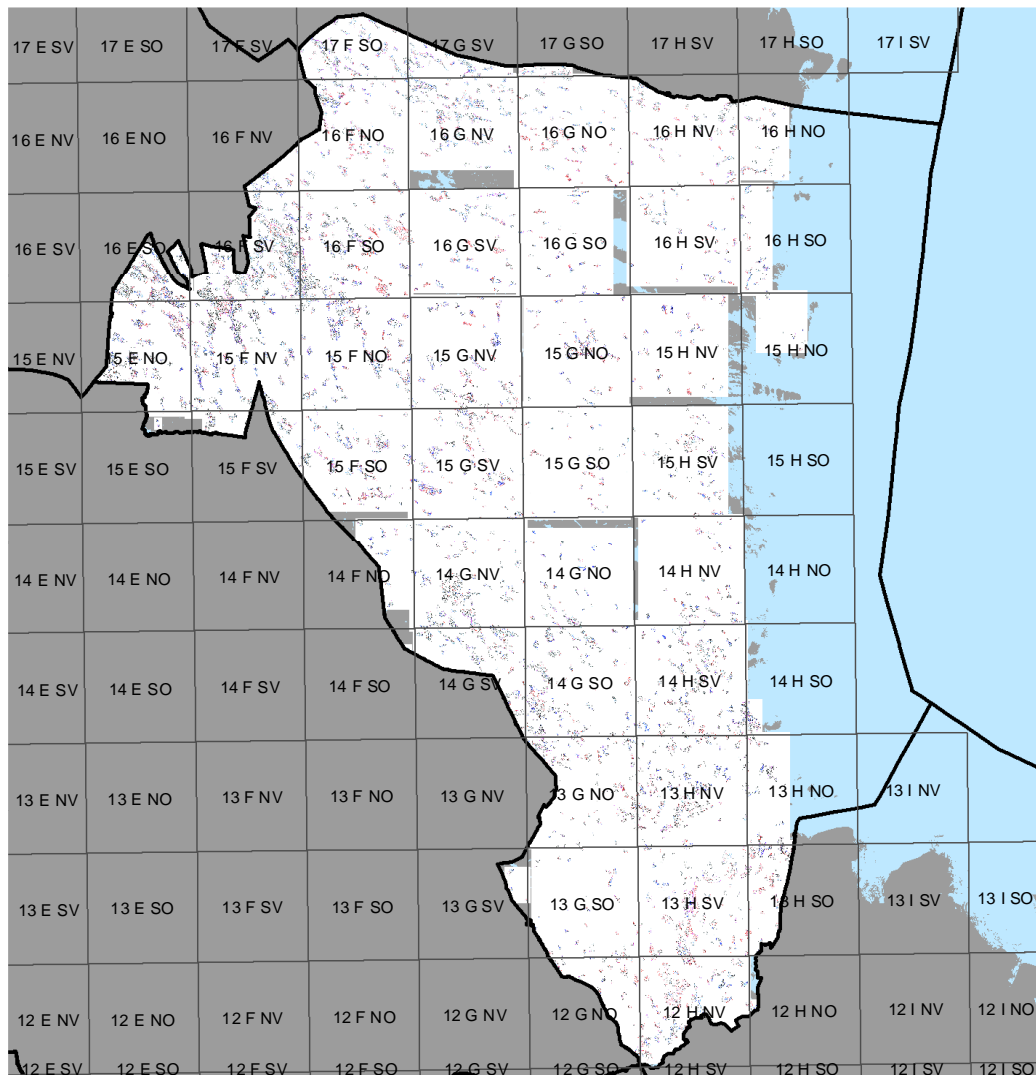 17 E SV 17 E SO 17 F SV 17 F SO 17 G SV 17 G SO 17 H SV 17 H SO 17 I SV
16 E NV 16 E NO 16 F NV 16 F NO 16 G NV 16 G NO 16 H NV 16 H NO
16 E SV 16 E SO 16 F SV 16 F SO 16 G SV 16 G SO 16 H SV 16 H SO
15 E NV 15 E NO 15 F NV 15 F NO 15 G NV 15 G NO 15 H NV 15 H NO
15 E SV 15 E SO 15 F SV 15 F SO 15 G SV 15 G SO 15 H SV 15 H SO
14 E NV 14 E NO 14 F NV 14 F NO 14 G NV 14 G NO 14 H NV 14 H NO
14 E SV 14 E SO 14 F SV 14 F SO 14 G SV 14 G SO 14 H SV 14 H SO
13 E NV 13 E NO 13 F NV 13 F NO 13 G NV 13 G NO 13 H NV 13 H NO 13 I NV
13 E SV 13 E SO 13 F SV 13 F SO 13 G SV 13 G SO 13 H SV 13 H SO 13 I SV 13 I SO
12 E NV 12 E NO 12 F NV 12 F NO 12 G NV 12 G NO 12 H NV 12 H NO 12 I NV 12 I NO
12 E SV 12 E SO 12 F SV 12 F SO 12 G SV 12 G SO 12 H SV 12 H SO 12 I SV 12 I SO